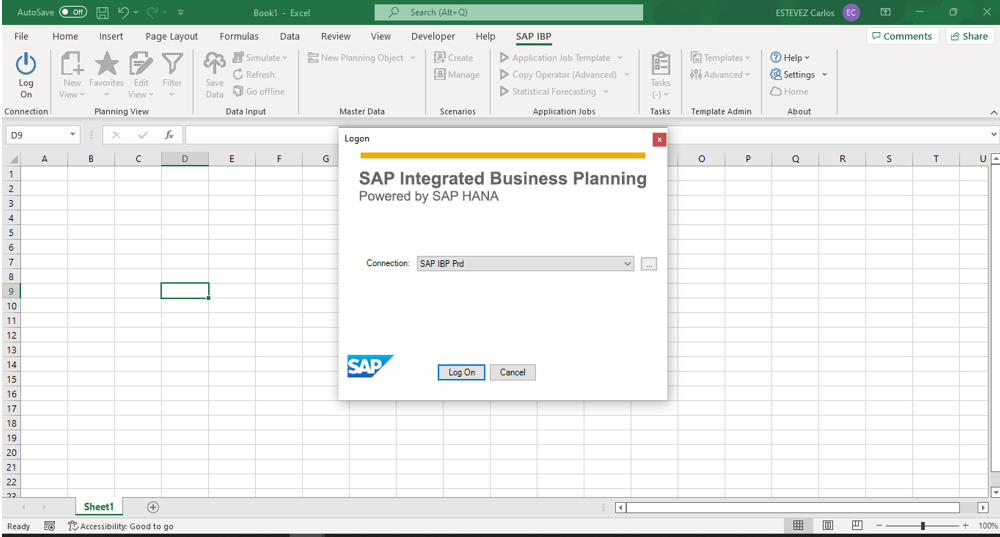 AutoSave Off Book1 - Excel Search (Alt+Q) ESTEVEZ Carlos EC
File Home Insert Page Layout Formulas Data Review View Developer Help SAP IBP Comments Share
Log On
New View
Favorites
Edit View
Filter
Save Data
Simulate
Refresh
Go offline
New Planning Object
Create
Manage
Application Job Template
Copy Operator (Advanced)
Statistical Forecasting
Tasks (-)
Templates
Advanced
Help
Settings
Home
Connection Planning View Data Input Master Data Scenarios Application Jobs Tasks Template Admin About
D9 fx
A B C D E F G O P Q R S T U
1
2
3
4
5
6
7
8
9
10
11
12
13
14
15
16
17
18
19
20
21
22
23
Logon x
SAP Integrated Business Planning
Powered by SAP HANA
Connection: SAP IBP Prd ...
SAP
Log On Cancel
Sheet1
Ready Accessibility: Good to go 100%